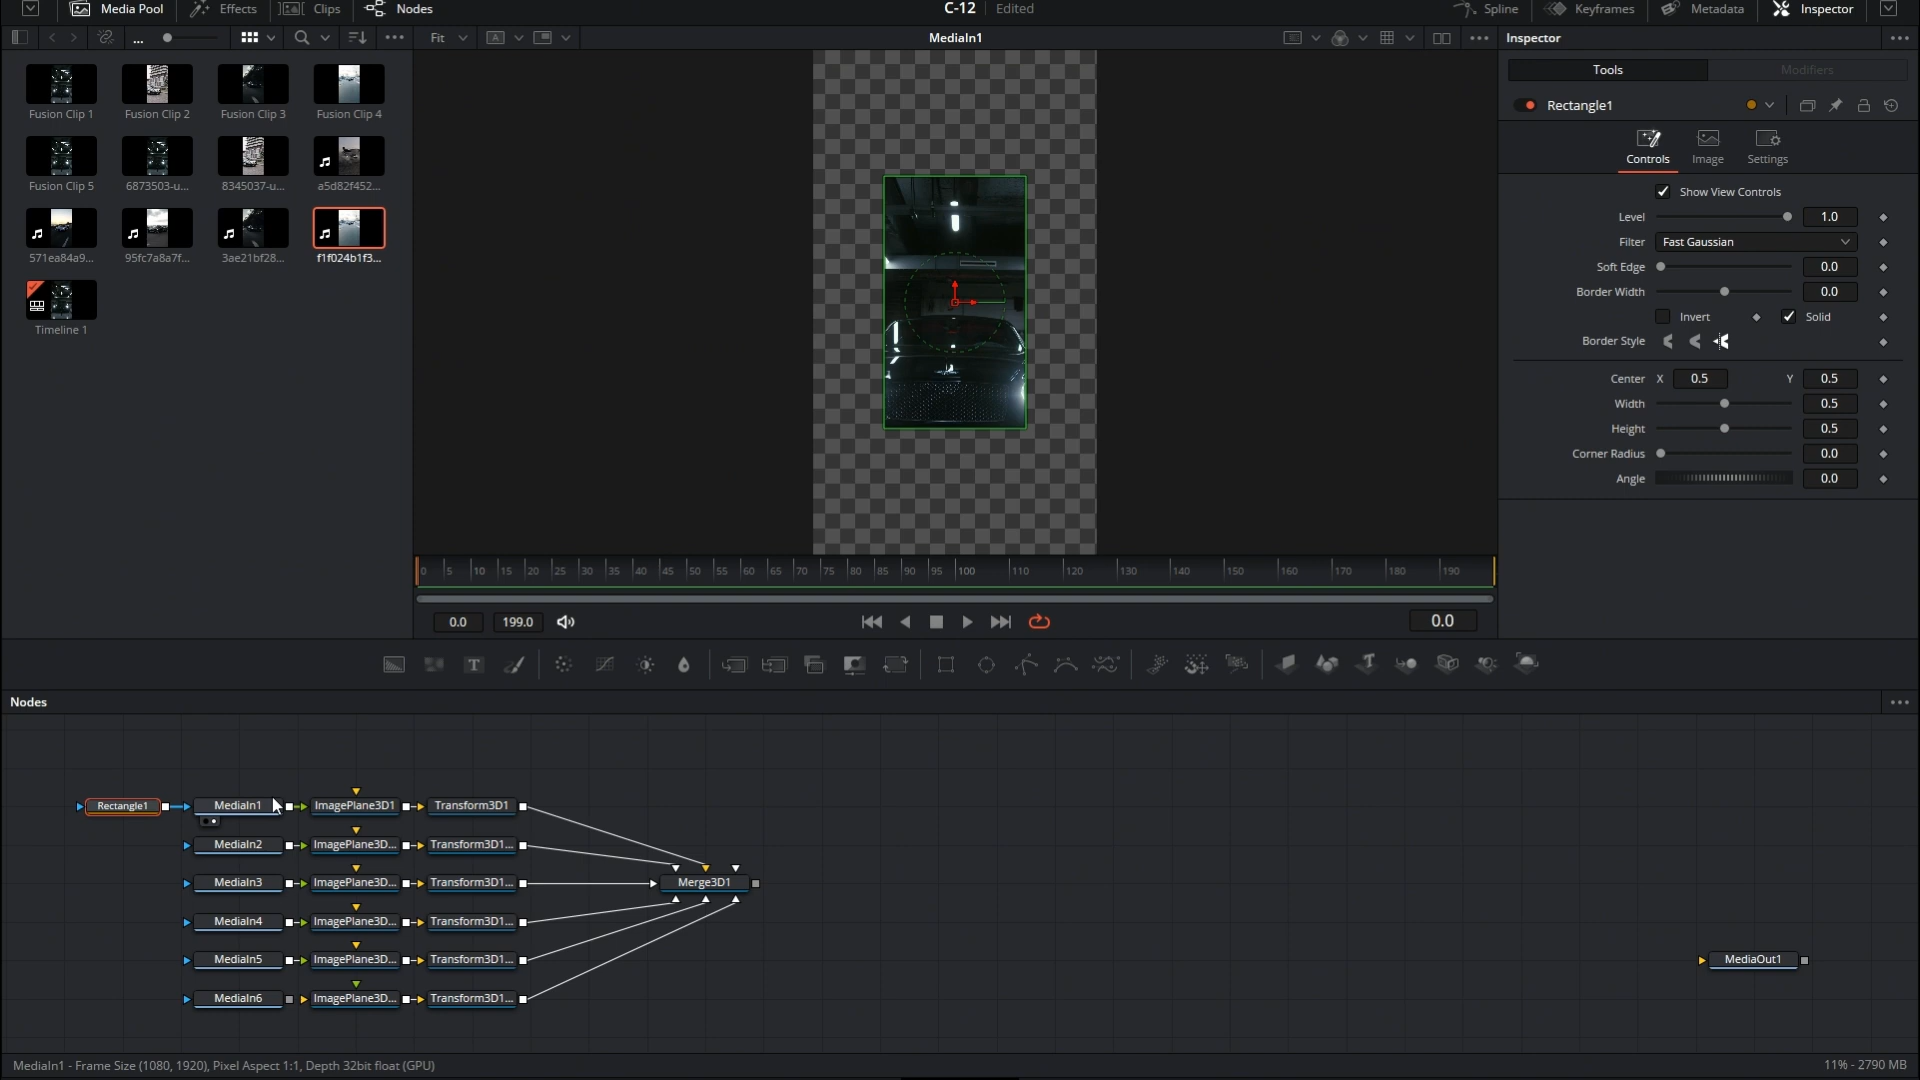 Media Pool Effects Clips Nodes C-12 Edited Spline Keyframes Metadata Inspector
... Fit MediaIn1 Inspector
Tools Modifiers
Rectangle1
Controls Image Settings
Fusion Clip 1 Fusion Clip 2 Fusion Clip 3 Fusion Clip 4
Fusion Clip 5 6873503-u... 8345037-u... a5d82f452...
571ea84a9... 95fc7a8a7f... 3ae21bf28... f1f024b1f3...
Timeline 1
Show View Controls
Level 1.0
Filter Fast Gaussian
Soft Edge 0.0
Border Width 0.0
Invert Solid
Border Style
Center X 0.5 Y 0.5
Width 0.5
Height 0.5
Corner Radius 0.0
Angle 0.0
0 5 10 15 20 25 30 35 40 45 50 55 60 65 70 75 80 85 90 95 100 110 120 130 140 150 160 170 180 190
0.0 199.0 0.0
Nodes
Rectangle1 MediaIn1 ImagePlane3D1 Transform3D1
MediaIn2 ImagePlane3D... Transform3D1...
MediaIn3 ImagePlane3D... Transform3D1... Merge3D1
MediaIn4 ImagePlane3D... Transform3D1...
MediaIn5 ImagePlane3D... Transform3D1... MediaOut1
MediaIn6 ImagePlane3D... Transform3D1...
MediaIn1 - Frame Size (1080, 1920), Pixel Aspect 1:1, Depth 32bit float (GPU) 11% - 2790 MB